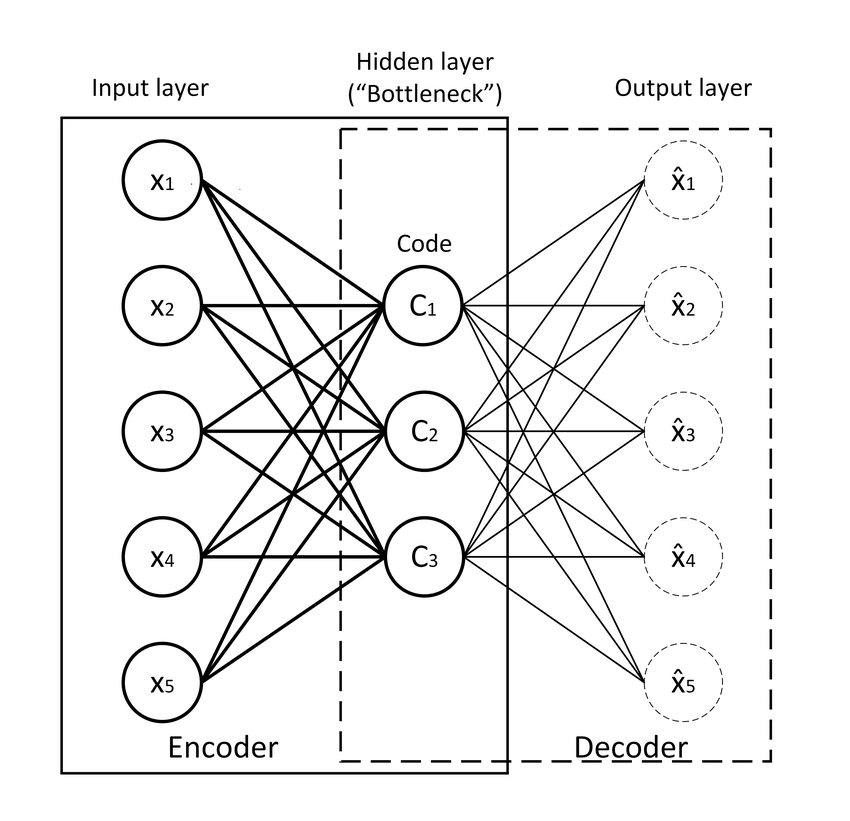 Input layer
Hidden layer
(“Bottleneck”)
Output layer
Code
x1
x2
x3
x4
x5
C1
C2
C3
x̂1
x̂2
x̂3
x̂4
x̂5
Encoder
Decoder